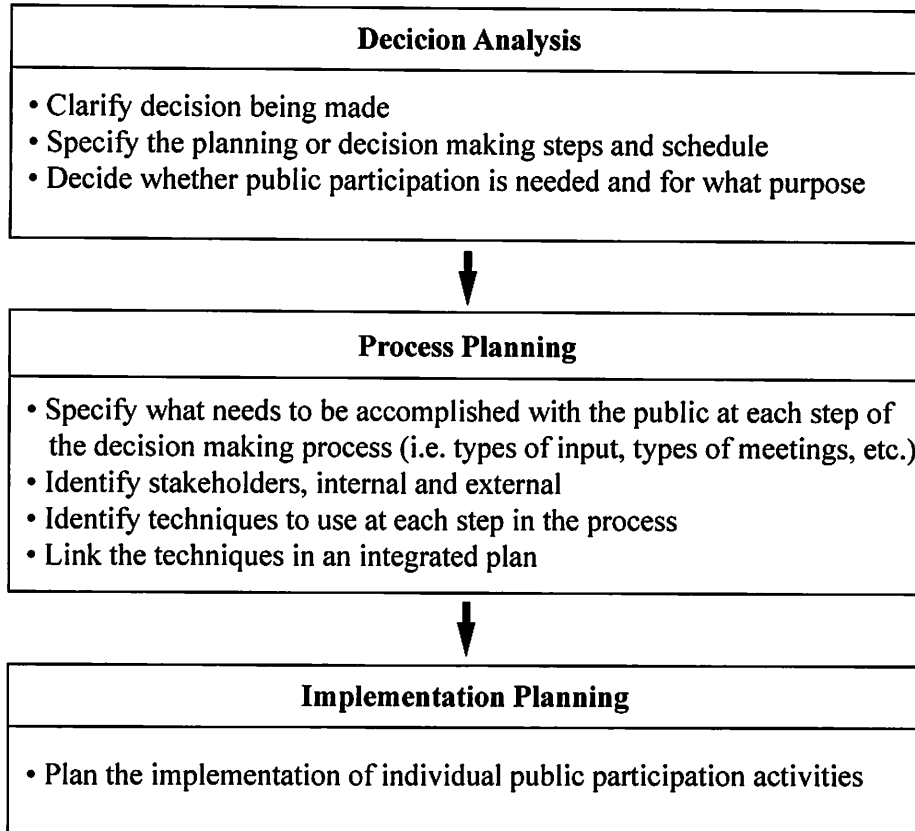 Decicion Analysis
• Clarify decision being made
• Specify the planning or decision making steps and schedule
• Decide whether public participation is needed and for what purpose
Process Planning
• Specify what needs to be accomplished with the public at each step of
the decision making process (i.e. types of input, types of meetings, etc.)
• Identify stakeholders, internal and external
• Identify techniques to use at each step in the process
• Link the techniques in an integrated plan
Implementation Planning
• Plan the implementation of individual public participation activities